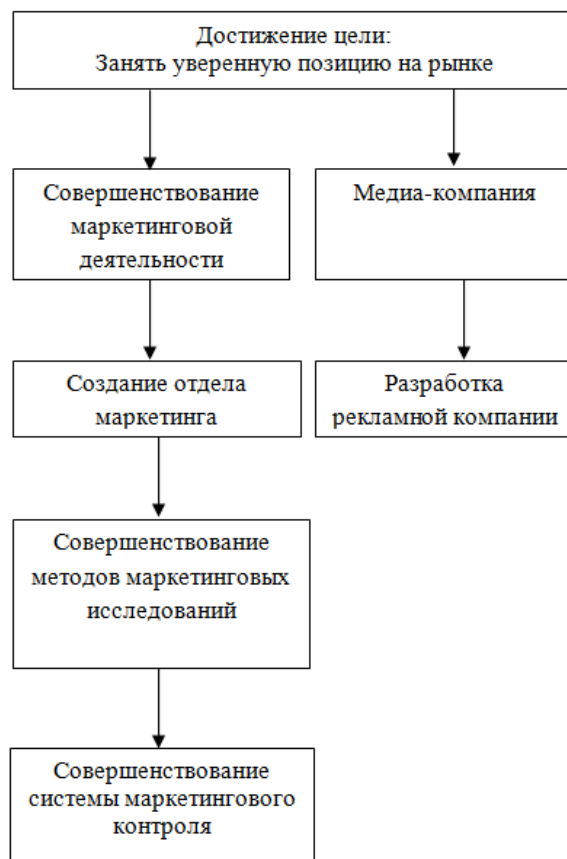 Достижение цели:
Занять уверенную позицию на рынке
Совершенствование
маркетинговой
деятельности
Медиа-компания
Создание отдела
маркетинга
Разработка
рекламной компании
Совершенствование
методов маркетинговых
исследований
Совершенствование
системы маркетингового
контроля